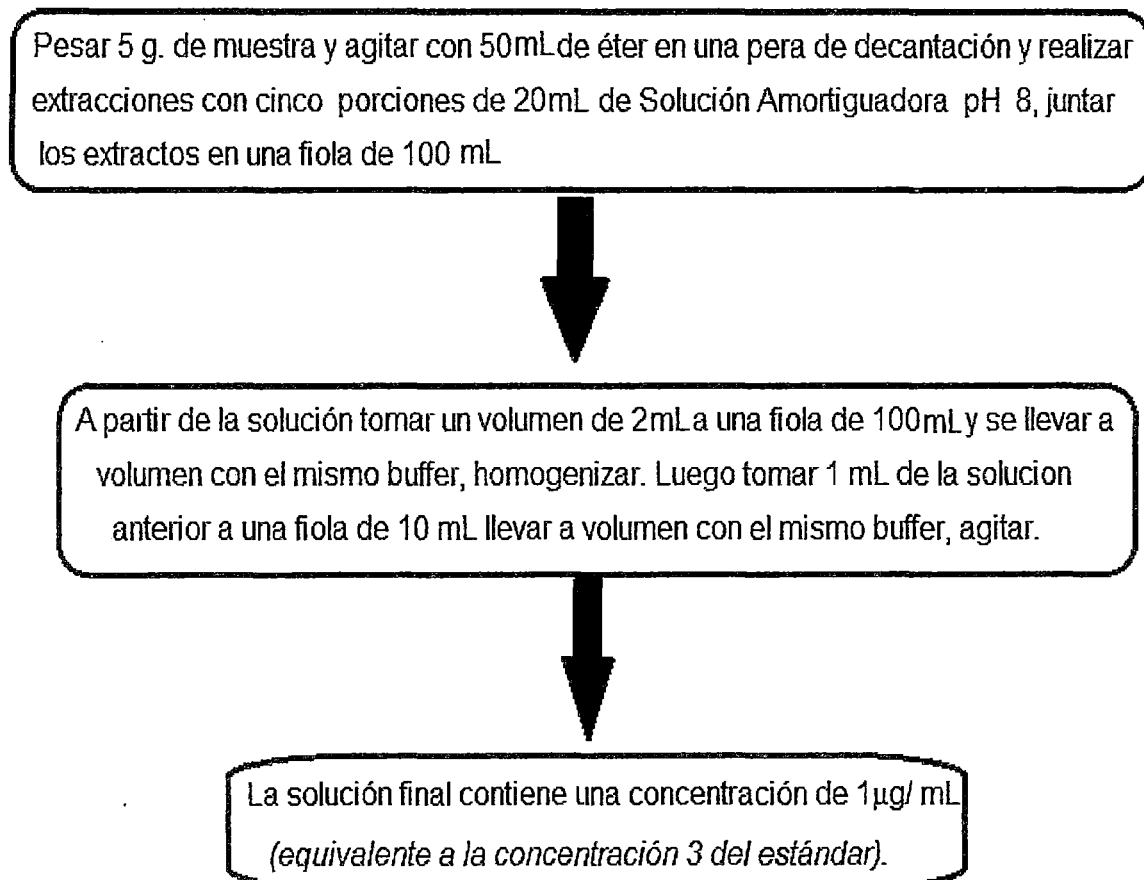 Pesar 5 g. de muestra y agitar con 50mL de éter en una pera de decantación y realizar
extracciones con cinco porciones de 20mL de Solución Amortiguadora pH 8, juntar
los extractos en una fiola de 100 mL
A partir de la solución tomar un volumen de 2mL a una fiola de 100mL y se llevar a
volumen con el mismo buffer, homogenizar. Luego tomar 1 mL de la solucion
anterior a una fiola de 10 mL llevar a volumen con el mismo buffer, agitar.
La solución final contiene una concentración de 1µg/ mL
(equivalente a la concentración 3 del estándar).